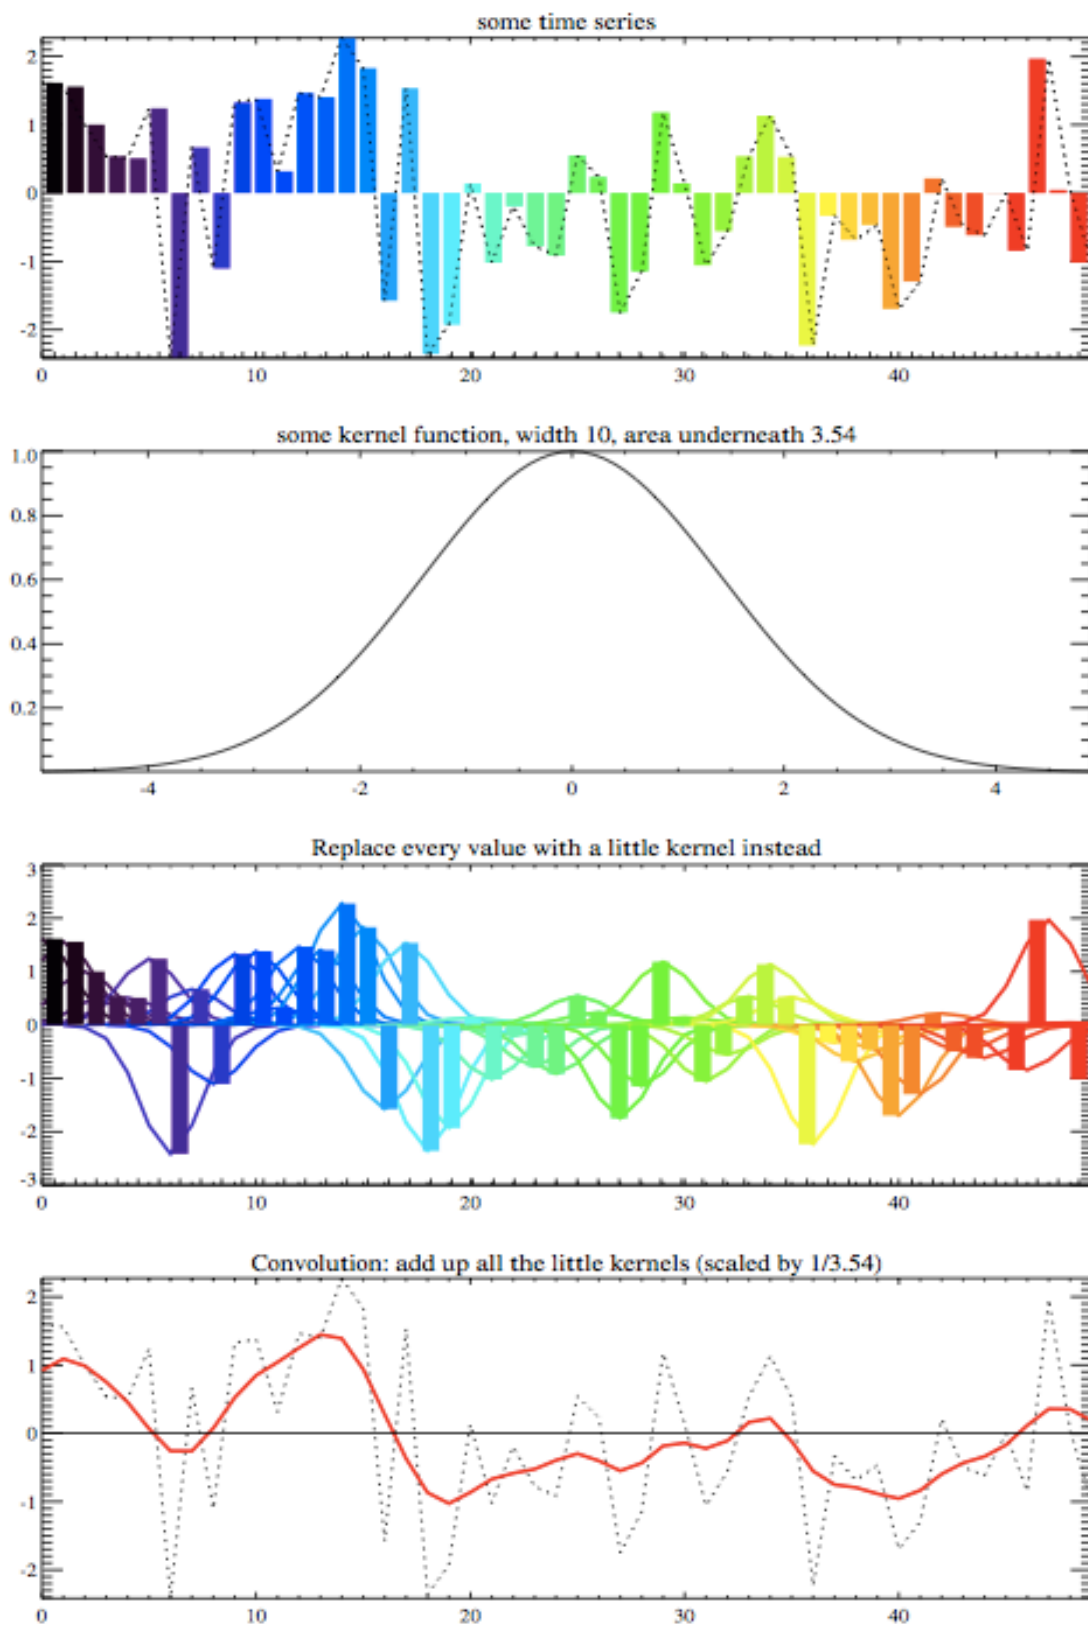 some time series
2
1
0
-1
-2
0 10 20 30 40
some kernel function, width 10, area underneath 3.54
1.0
0.8
0.6
0.4
0.2
-4 -2 0 2 4
Replace every value with a little kernel instead
3
2
1
0
-1
-2
-3
0 10 20 30 40
Convolution: add up all the little kernels (scaled by 1/3.54)
2
1
0
-1
-2
0 10 20 30 40